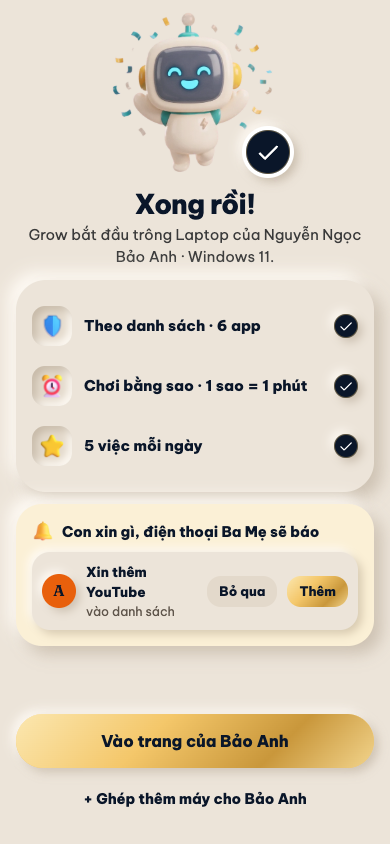 Xong rồi!
Grow bắt đầu trông Laptop của Nguyễn Ngọc
Bảo Anh · Windows 11.
Theo danh sách · 6 app
Chơi bằng sao · 1 sao = 1 phút
5 việc mỗi ngày
Con xin gì, điện thoại Ba Mẹ sẽ báo
A
Xin thêm
YouTube
vào danh sách
Bỏ qua
Thêm
Vào trang của Bảo Anh
+ Ghép thêm máy cho Bảo Anh